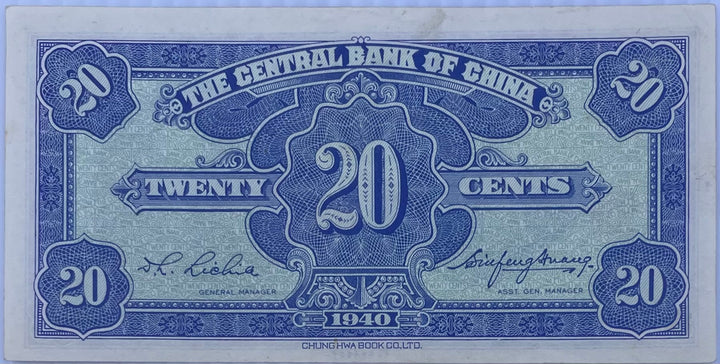 20
20
THE CENTRAL BANK OF CHINA
TWENTY 20 CENTS
GENERAL MANAGER
ASST. GEN. MANAGER
20
20
1940
CHUNG HWA BOOK CO., LTD.